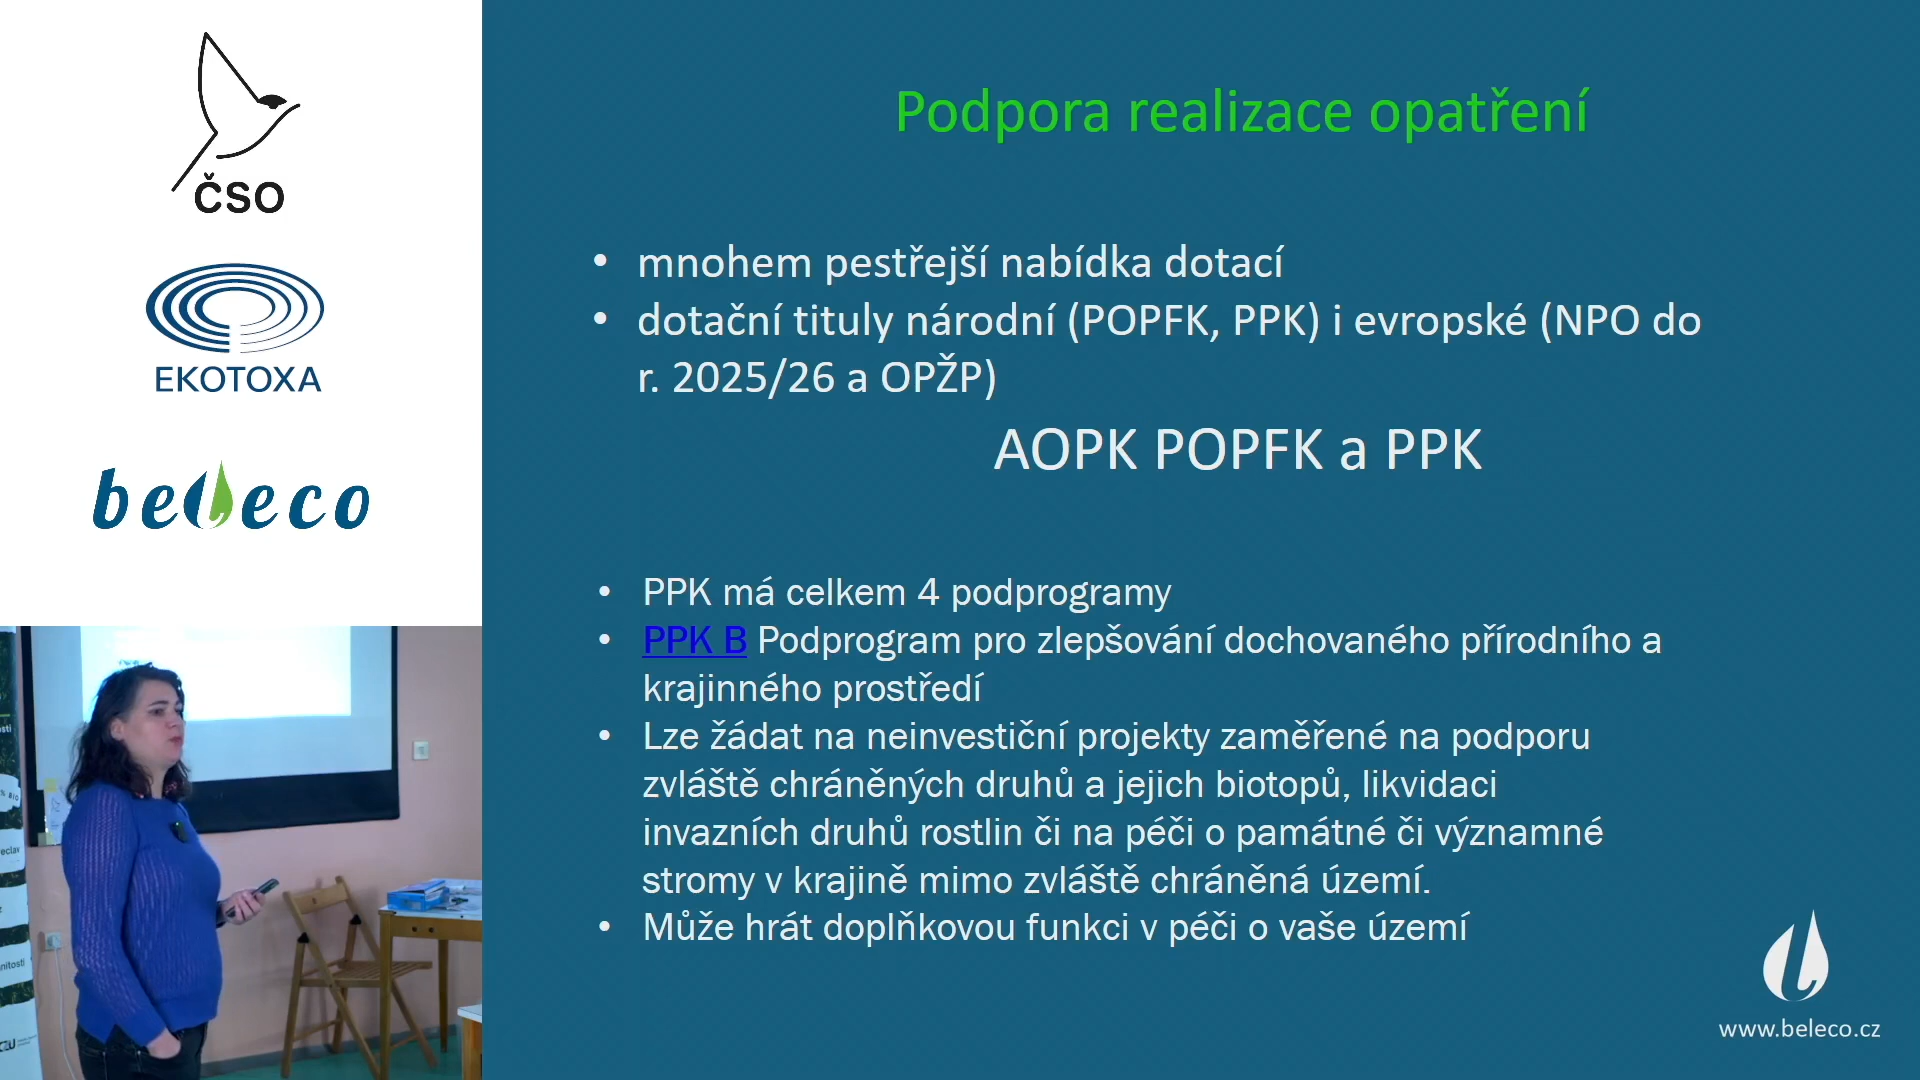 ČSO
EKOTOXA
beleco
Podpora realizace opatření
• mnohem pestřejší nabídka dotací
• dotační tituly národní (POPFK, PPK) i evropské (NPO do
r. 2025/26 a OPŽP)
AOPK POPFK a PPK
• PPK má celkem 4 podprogramy
• PPK B Podprogram pro zlepšování dochovaného přírodního a
krajinného prostředí
• Lze žádat na neinvestiční projekty zaměřené na podporu
zvláště chráněných druhů a jejich biotopů, likvidaci
invazních druhů rostlin či na péči o památné či významné
stromy v krajině mimo zvláště chráněná území.
• Může hrát doplňkovou funkci v péči o vaše území
www.beleco.cz